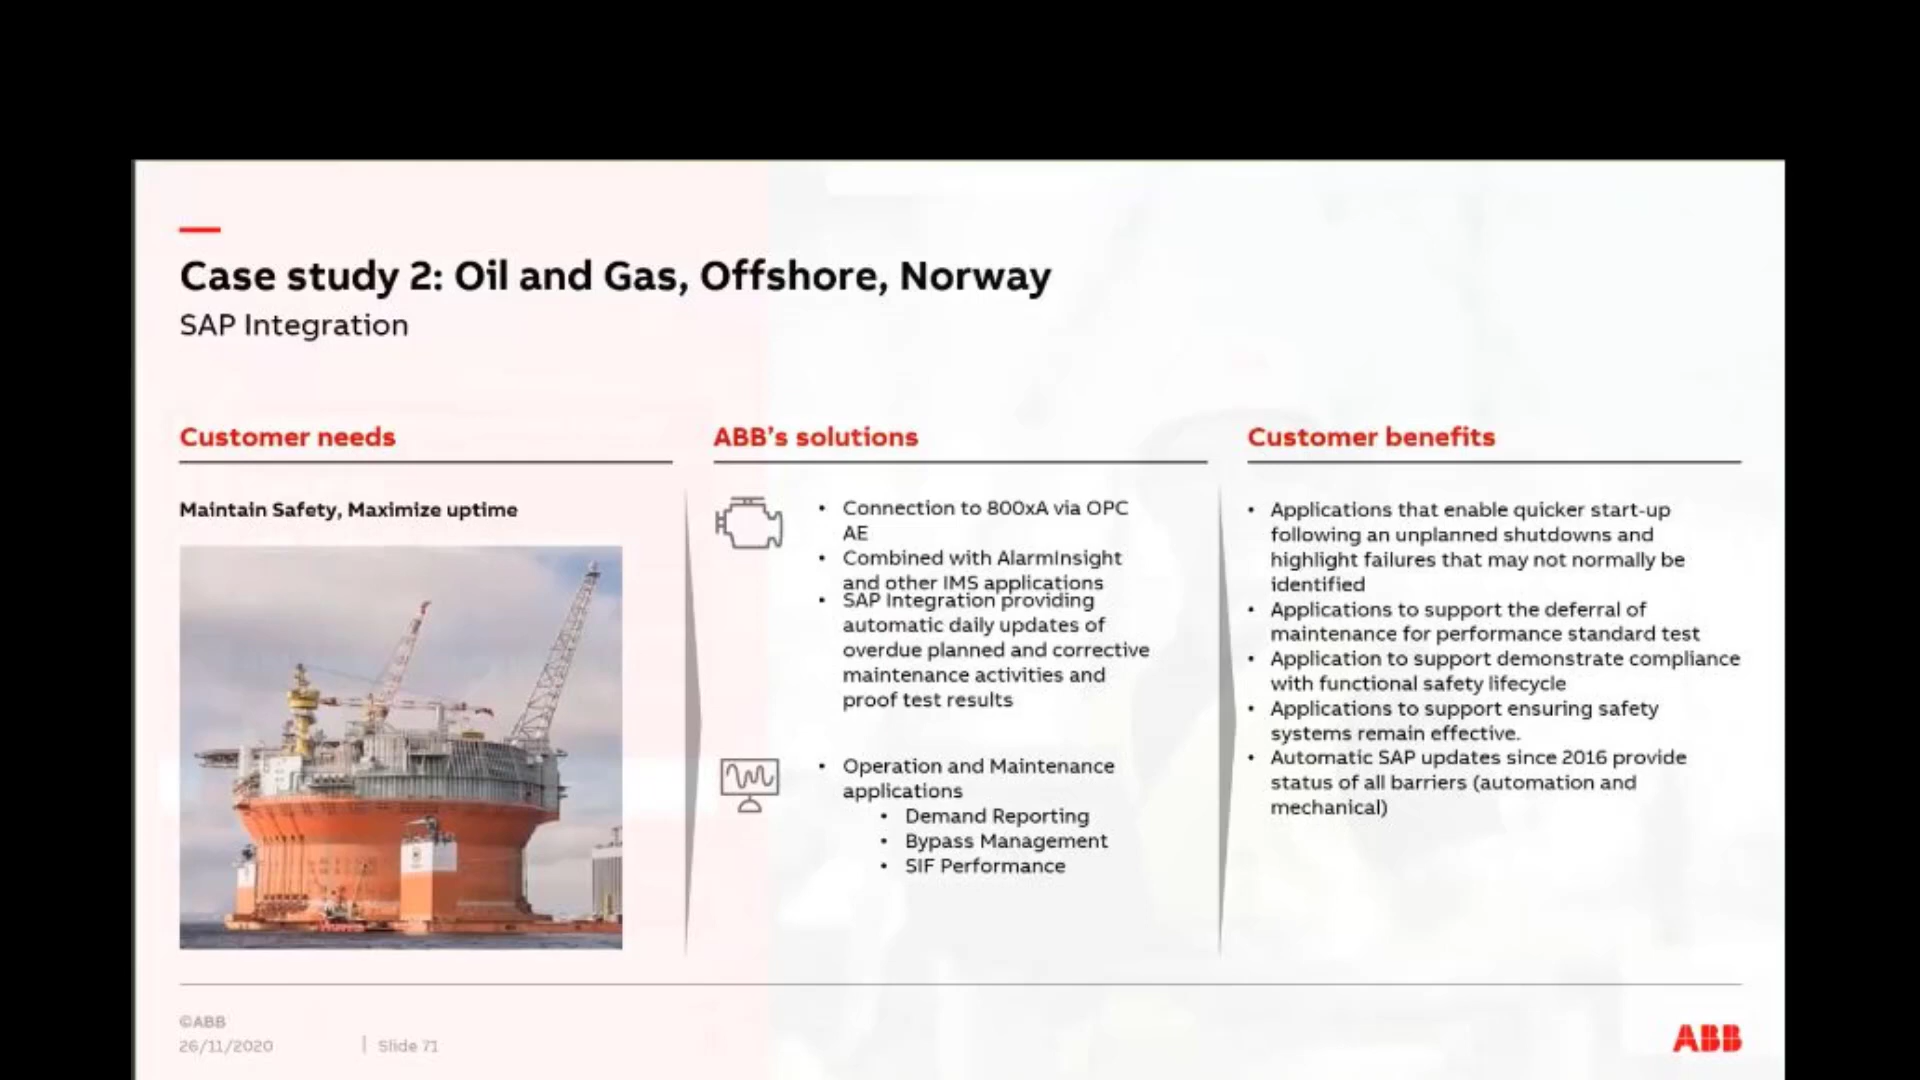 Case study 2: Oil and Gas, Offshore, Norway
SAP Integration
Customer needs
Maintain Safety, Maximize uptime
ABB's solutions
• Connection to 800xA via OPC
AE
• Combined with AlarmInsight
and other IMS applications
• SAP Integration providing
automatic daily updates of
overdue planned and corrective
maintenance activities and
proof test results
• Operation and Maintenance
applications
• Demand Reporting
• Bypass Management
• SIF Performance
Customer benefits
• Applications that enable quicker start-up
following an unplanned shutdowns and
highlight failures that may not normally be
identified
• Applications to support the deferral of
maintenance for performance standard test
• Application to support demonstrate compliance
with functional safety lifecycle
• Applications to support ensuring safety
systems remain effective.
• Automatic SAP updates since 2016 provide
status of all barriers (automation and
mechanical)
©ABB
26/11/2020 | Slide 71
ABB